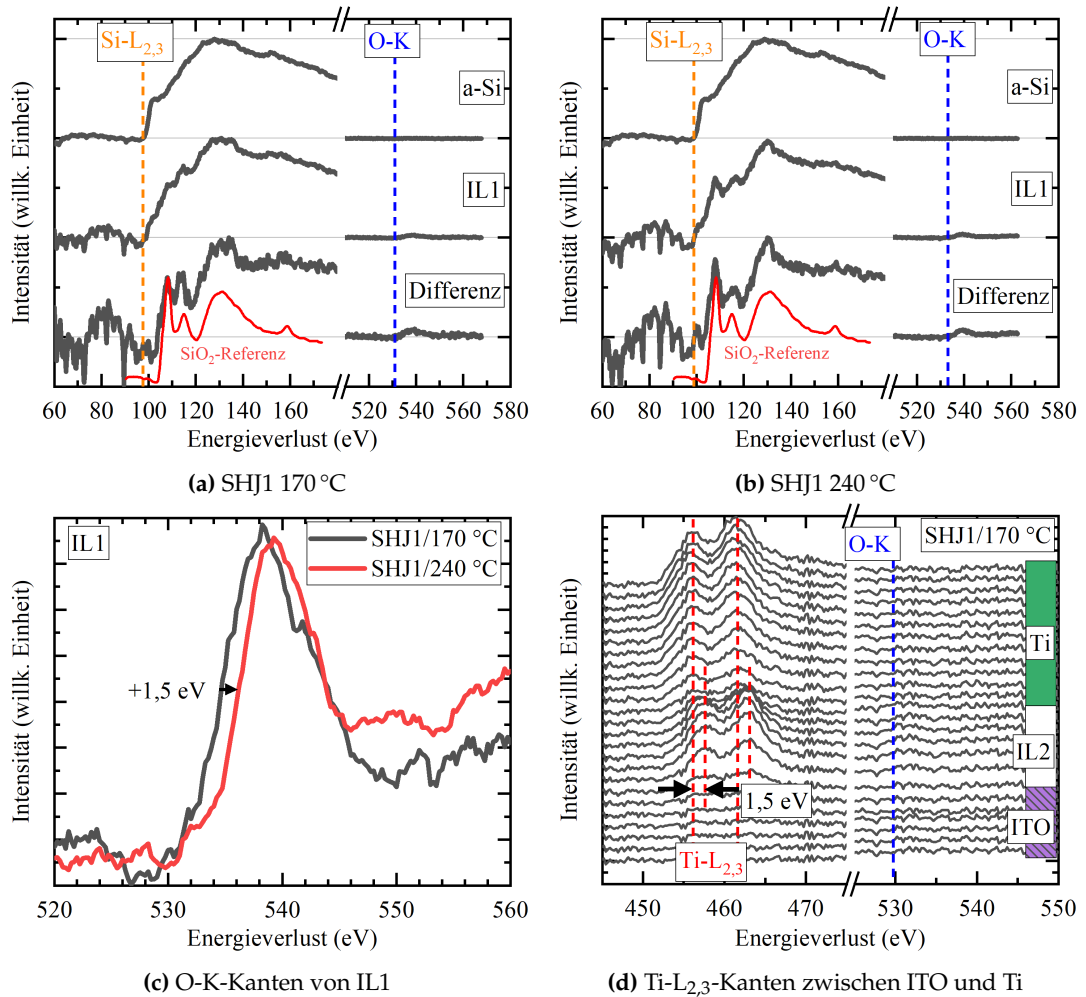 Si-L2,3
O-K
a-Si
IL1
Differenz
SiO2-Referenz
Intensität (willk. Einheit)
60 80 100 120 140 160 520 540 560 580
Energieverlust (eV)
(a) SHJ1 170 °C
Si-L2,3
O-K
a-Si
IL1
Differenz
SiO2-Referenz
Intensität (willk. Einheit)
60 80 100 120 140 160 520 540 560 580
Energieverlust (eV)
(b) SHJ1 240 °C
IL1
SHJ1/170 °C
SHJ1/240 °C
+1,5 eV
Intensität (willk. Einheit)
520 530 540 550 560
Energieverlust (eV)
(c) O-K-Kanten von IL1
SHJ1/170 °C
O-K
Ti
IL2
1,5 eV
ITO
Ti-L2,3
Intensität (willk. Einheit)
450 460 470 530 540 550
Energieverlust (eV)
(d) Ti-L2,3-Kanten zwischen ITO und Ti